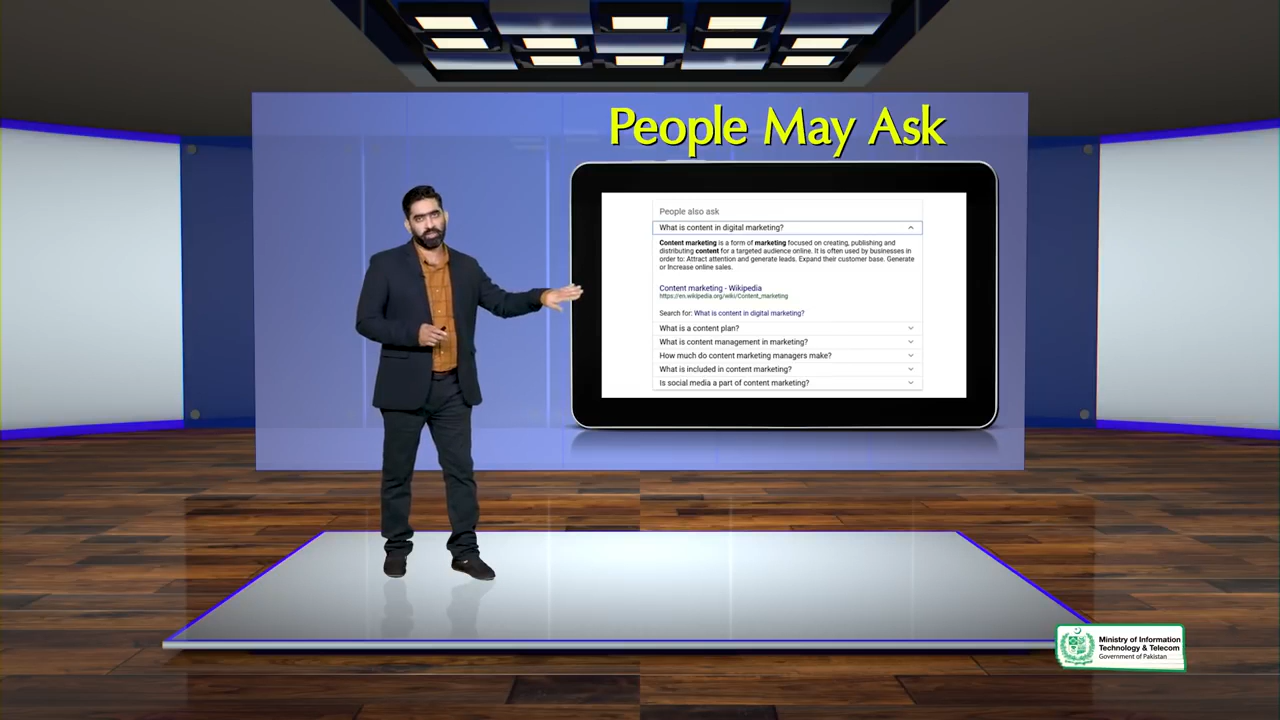 People May Ask
People also ask
What is content in digital marketing?
Content marketing is a form of marketing focused on creating, publishing and
distributing content for a targeted audience online. It is often used by businesses in
order to: Attract attention and generate leads. Expand their customer base. Generate
or Increase online sales.
Content marketing - Wikipedia
https://en.wikipedia.org/wiki/Content_marketing
Search for: What is content in digital marketing?
What is a content plan?
What is content management in marketing?
How much do content marketing managers make?
What is included in content marketing?
Is social media a part of content marketing?
Ministry of Information
Technology & Telecom
Government of Pakistan